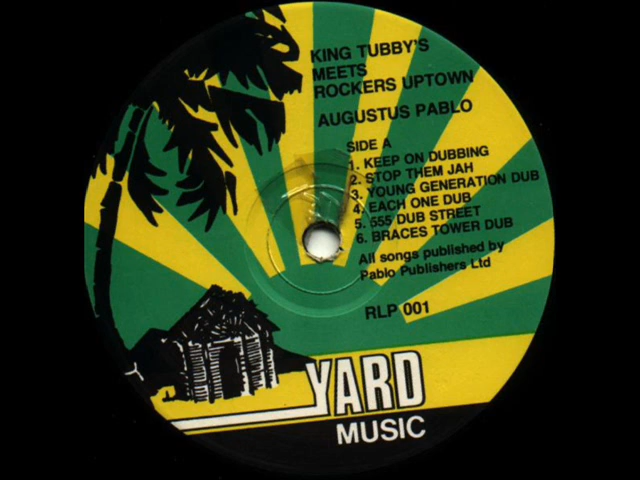 KING TUBBY'S
MEETS
ROCKERS UPTOWN
AUGUSTUS PABLO
SIDE A
1. KEEP ON DUBBING
2. STOP THEM JAH
3. YOUNG GENERATION DUB
4. EACH ONE DUB
5. 555 DUB STREET
6. BRACES TOWER DUB
All songs published by
Pablo Publishers Ltd
RLP 001
YARD
MUSIC